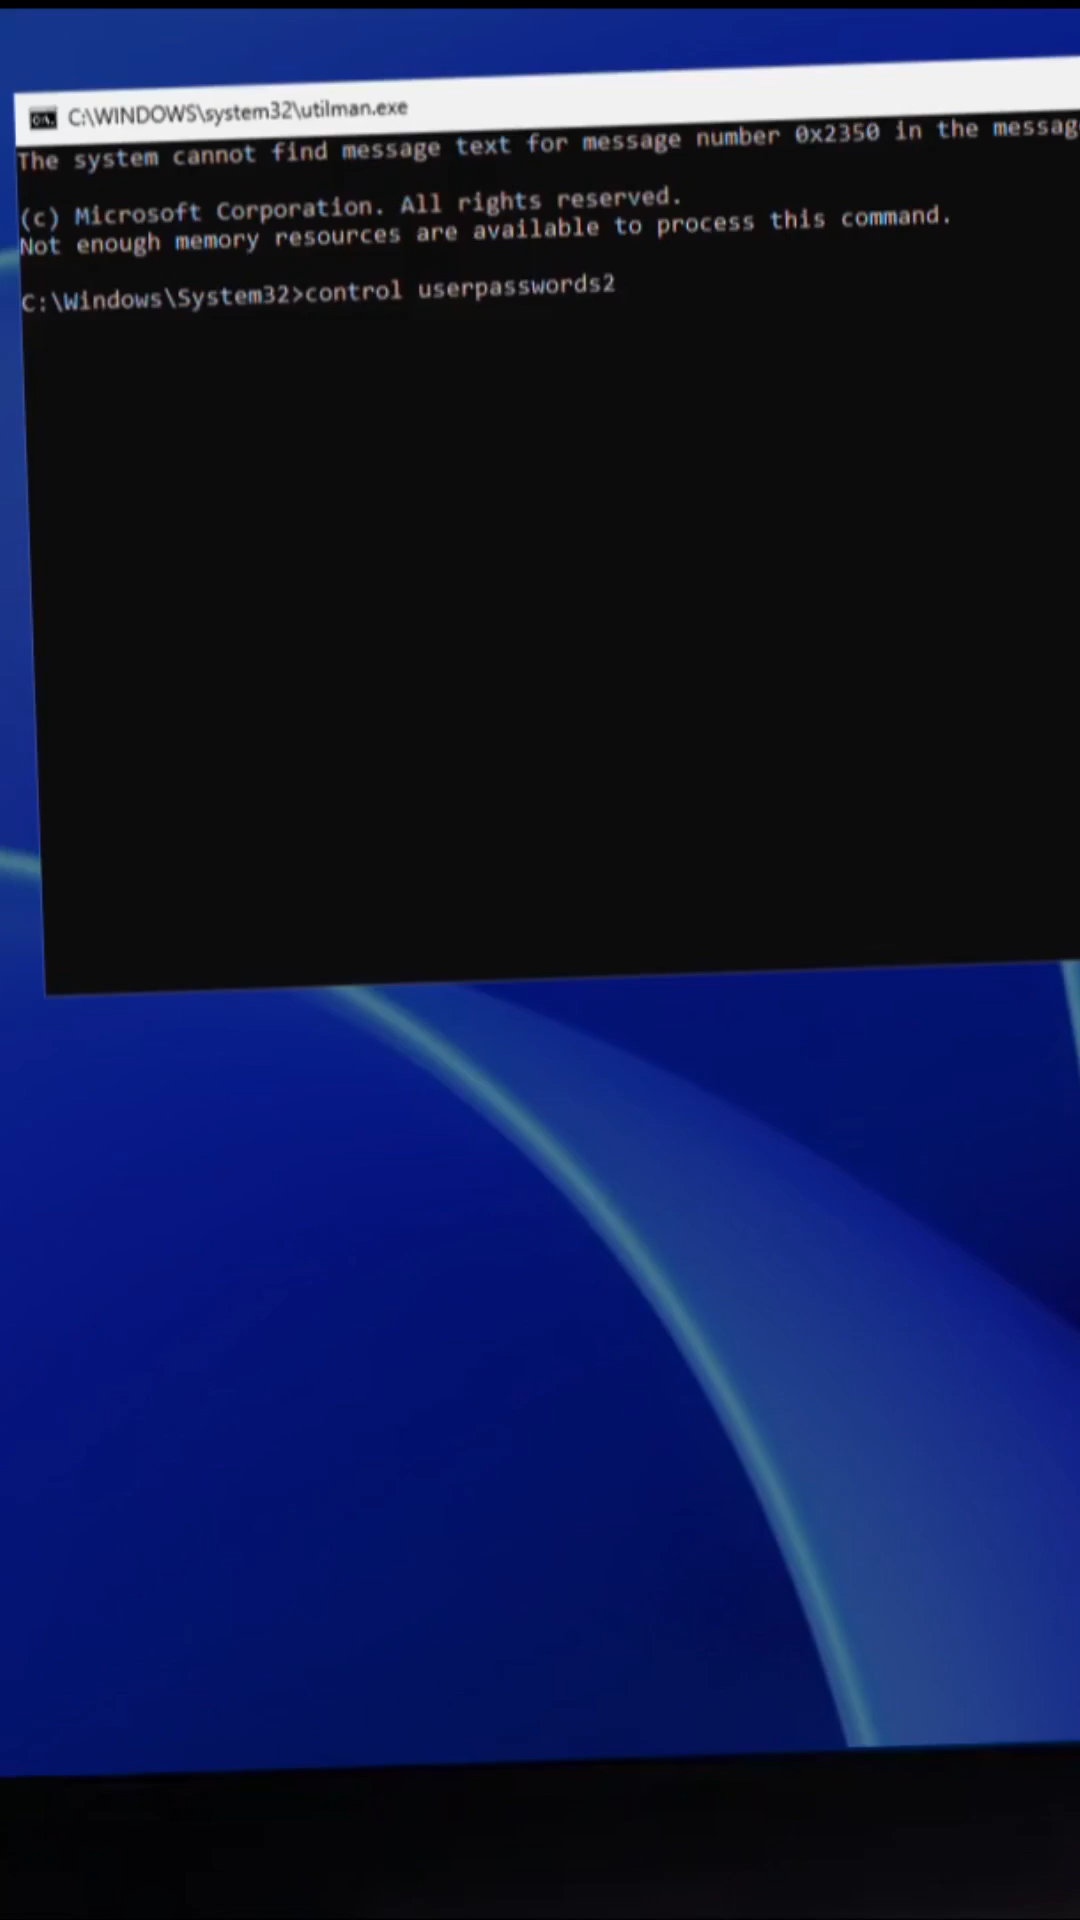 C:\WINDOWS\system32\utilman.exe
The system cannot find message text for message number 0x2350 in the messag
(c) Microsoft Corporation. All rights reserved.
Not enough memory resources are available to process this command.
C:\Windows\System32>control userpasswords2